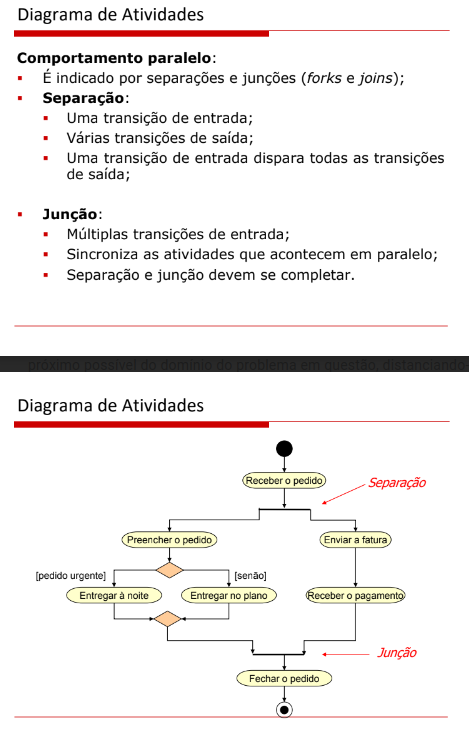 Diagrama de Atividades
Comportamento paralelo:
É indicado por separações e junções (forks e joins);
Separação:
Uma transição de entrada;
Várias transições de saída;
Uma transição de entrada dispara todas as transições
de saída;
Junção:
Múltiplas transições de entrada;
Sincroniza as atividades que acontecem em paralelo;
Separação e junção devem se completar.
próximo possível do domínio do problema em questão, distanciando
Diagrama de Atividades
Receber o pedido
Separação
Preencher o pedido
Enviar a fatura
[pedido urgente]
[senão]
Entregar à noite
Entregar no plano
Receber o pagamento
Junção
Fechar o pedido